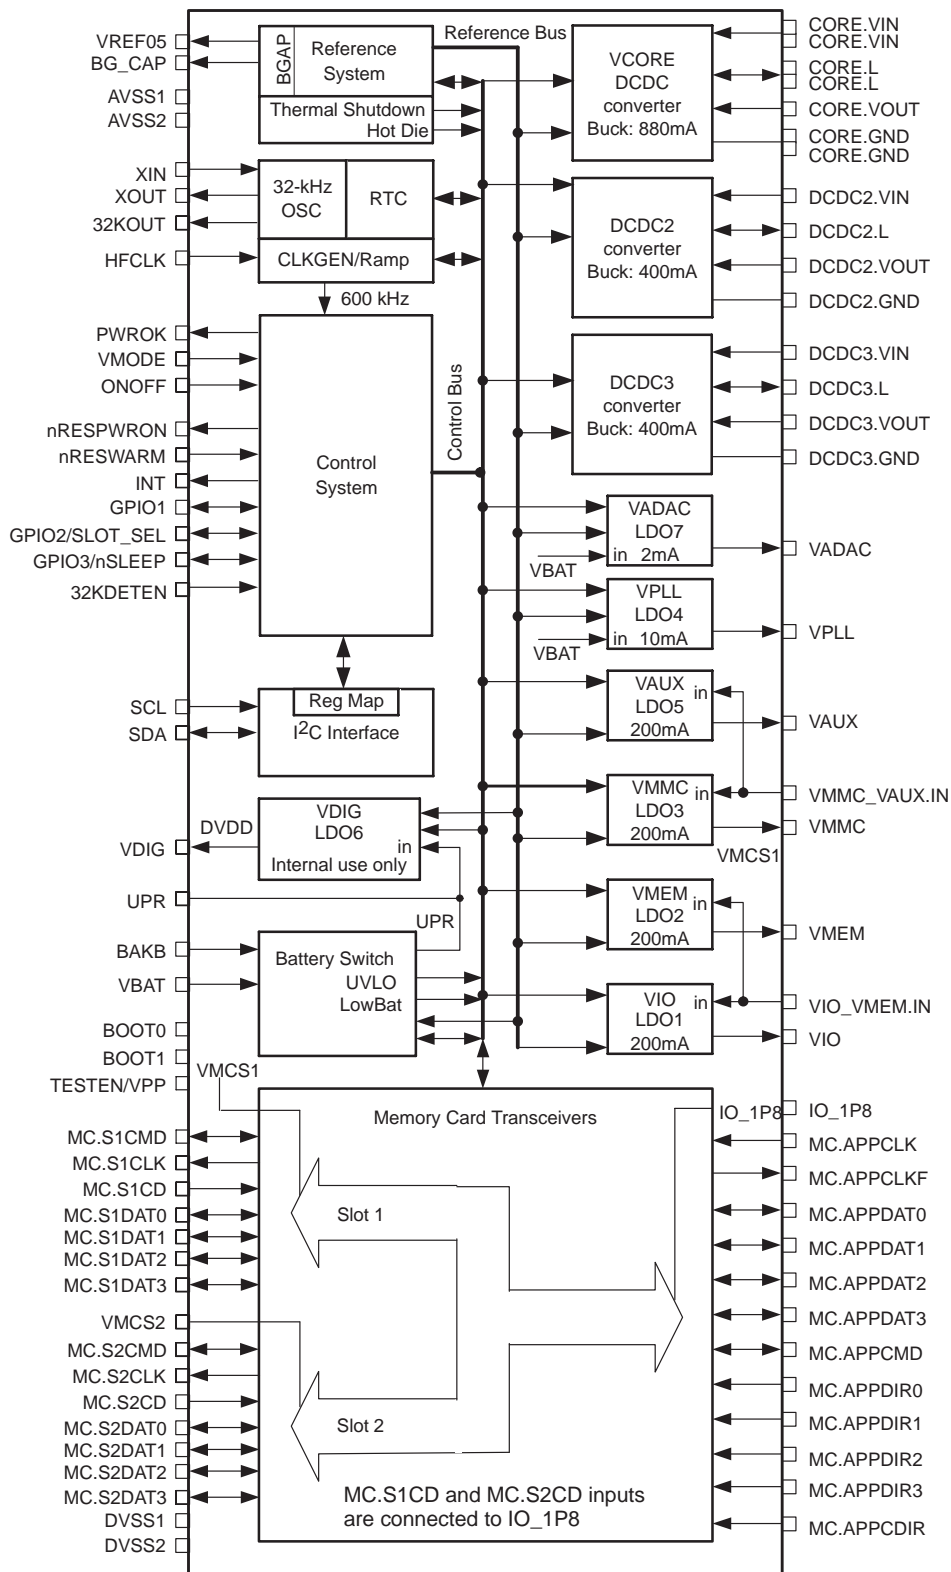 VREF05
BG_CAP
AVSS1
AVSS2
XIN
XOUT
32KOUT
HFCLK
PWROK
VMODE
ONOFF
nRESPWRON
nRESWARM
INT
GPIO1
GPIO2/SLOT_SEL
GPIO3/nSLEEP
32KDETEN
SCL
SDA
VDIG
UPR
BAKB
VBAT
BOOT0
BOOT1
TESTEN/VPP
MC.S1CMD
MC.S1CLK
MC.S1CD
MC.S1DAT0
MC.S1DAT1
MC.S1DAT2
MC.S1DAT3
VMCS2
MC.S2CMD
MC.S2CLK
MC.S2CD
MC.S2DAT0
MC.S2DAT1
MC.S2DAT2
MC.S2DAT3
DVSS1
DVSS2
BGAP
Reference
System
Thermal Shutdown
Hot Die
Reference Bus
32-kHz
OSC
RTC
CLKGEN/Ramp
600 kHz
Control
System
Control Bus
Reg Map
I2C Interface
DVDD
VDIG
LDO6
in
Internal use only
UPR
Battery Switch
UVLO
LowBat
VMCS1
VCORE
DCDC
converter
Buck: 880mA
DCDC2
converter
Buck: 400mA
DCDC3
converter
Buck: 400mA
VADAC
LDO7
in 2mA
VBAT
VPLL
LDO4
in 10mA
VBAT
VAUX
in
LDO5
200mA
VMMC
in
LDO3
200mA
VMCS1
VMEM
in
LDO2
200mA
VIO
in
LDO1
200mA
Memory Card Transceivers
IO_1P8
Slot 1
Slot 2
MC.S1CD and MC.S2CD inputs
are connected to IO_1P8
CORE.VIN
CORE.VIN
CORE.L
CORE.L
CORE.VOUT
CORE.GND
CORE.GND
DCDC2.VIN
DCDC2.L
DCDC2.VOUT
DCDC2.GND
DCDC3.VIN
DCDC3.L
DCDC3.VOUT
DCDC3.GND
VADAC
VPLL
VAUX
VMMC_VAUX.IN
VMMC
VMEM
VIO_VMEM.IN
VIO
IO_1P8
MC.APPCLK
MC.APPCLKF
MC.APPDAT0
MC.APPDAT1
MC.APPDAT2
MC.APPDAT3
MC.APPCMD
MC.APPDIR0
MC.APPDIR1
MC.APPDIR2
MC.APPDIR3
MC.APPCDIR